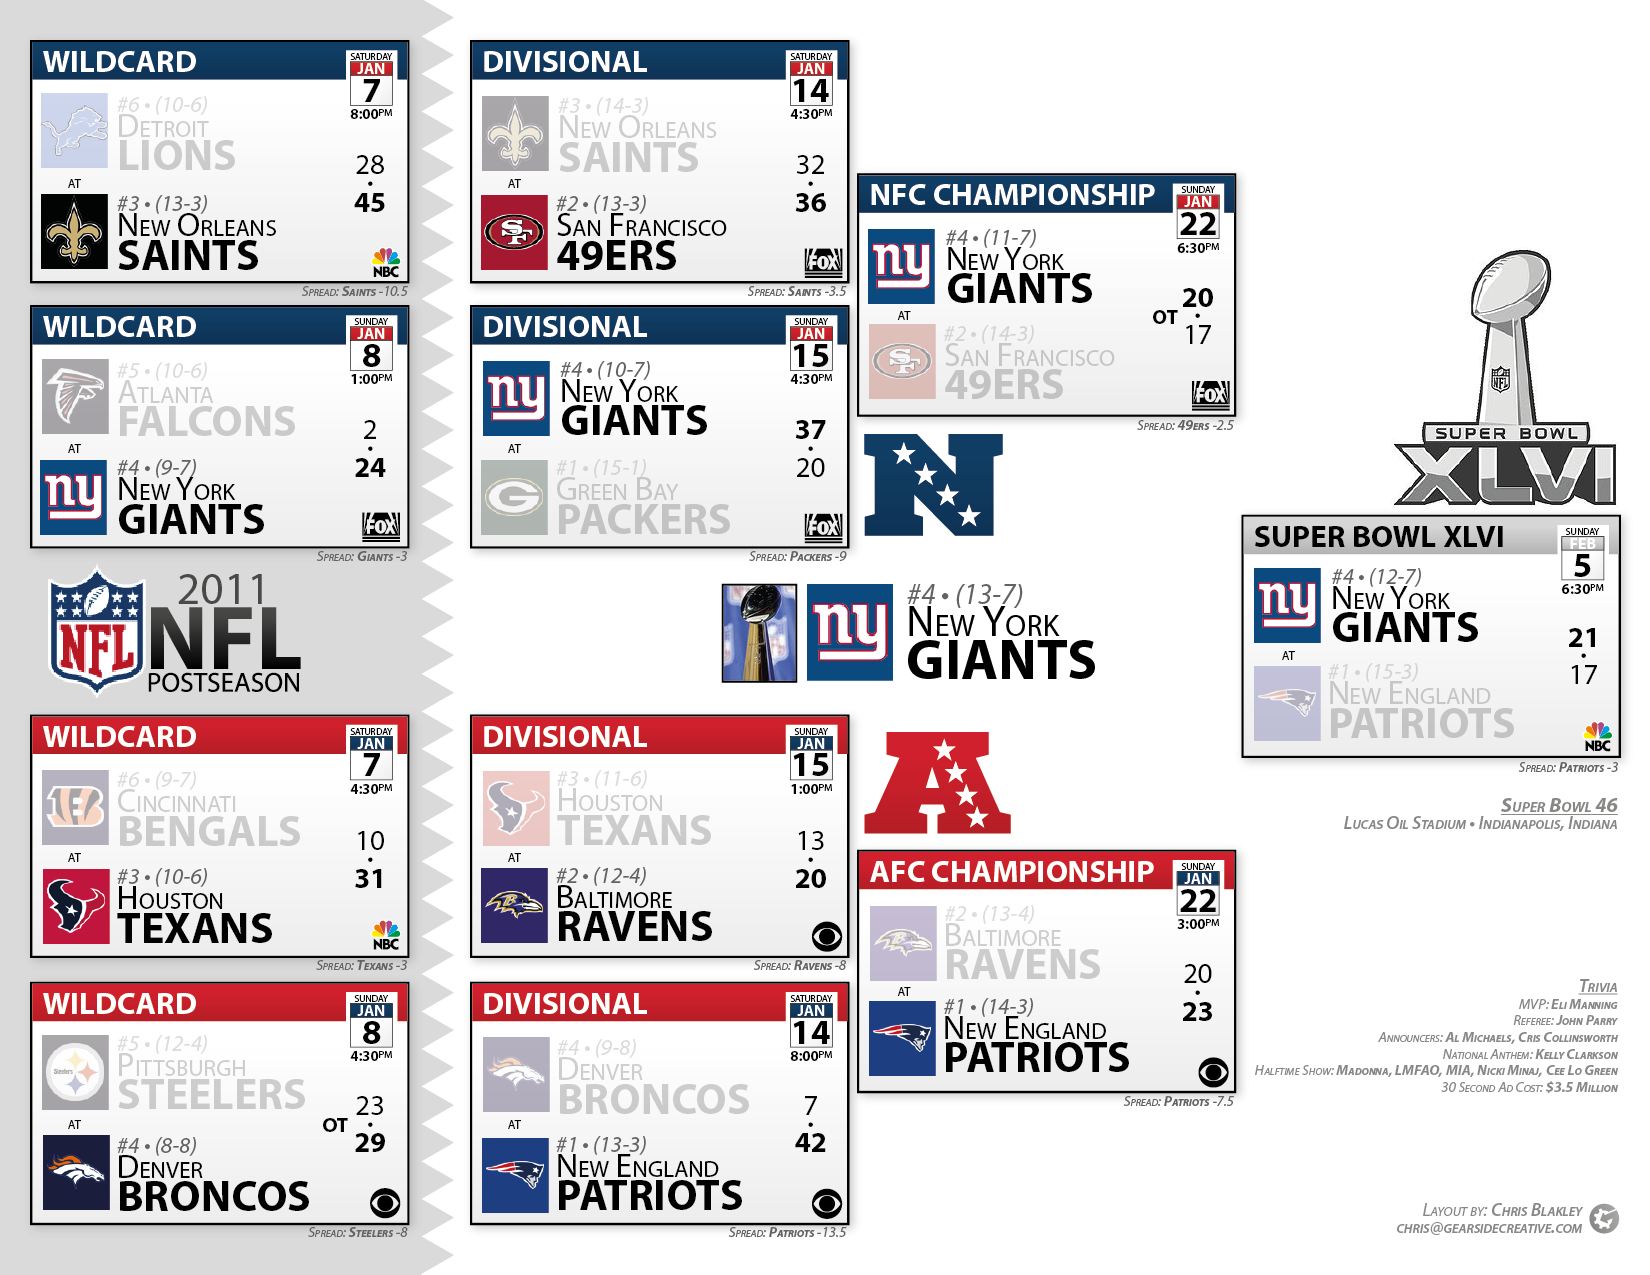 WILDCARD
SATURDAY
JAN
7
8:00PM
#6 • (10-6)
DETROIT
LIONS
28
AT
•
#3 • (13-3)
45
NEW ORLEANS
SAINTS
NBC
SPREAD: SAINTS -10.5
WILDCARD
SUNDAY
JAN
8
1:00PM
#5 • (10-6)
ATLANTA
FALCONS
2
AT
•
#4 • (9-7)
24
ny
NEW YORK
GIANTS
FOX
SPREAD: GIANTS -3
DIVISIONAL
SATURDAY
JAN
14
4:30PM
#3 • (14-3)
NEW ORLEANS
SAINTS
32
AT
•
#2 • (13-3)
36
SF
SAN FRANCISCO
49ERS
FOX
SPREAD: SAINTS -3.5
DIVISIONAL
SUNDAY
JAN
15
4:30PM
#4 • (10-7)
ny
NEW YORK
GIANTS
37
AT
•
#1 • (15-1)
20
G
GREEN BAY
PACKERS
FOX
SPREAD: PACKERS -9
NFC CHAMPIONSHIP
SUNDAY
JAN
22
6:30PM
#4 • (11-7)
ny
NEW YORK
GIANTS
20
AT
OT •
#2 • (14-3)
17
SF
SAN FRANCISCO
49ERS
FOX
SPREAD: 49ERS -2.5
N
NFL
2011
NFL
POSTSEASON
#4 • (13-7)
ny
NEW YORK
GIANTS
NFL
SUPER BOWL
XLVI
SUPER BOWL XLVI
SUNDAY
FEB
5
6:30PM
#4 • (12-7)
ny
NEW YORK
GIANTS
21
AT
•
#1 • (15-3)
17
NEW ENGLAND
PATRIOTS
NBC
SPREAD: PATRIOTS -3
SUPER BOWL 46
LUCAS OIL STADIUM • INDIANAPOLIS, INDIANA
WILDCARD
SATURDAY
JAN
7
4:30PM
#6 • (9-7)
B
CINCINNATI
BENGALS
10
AT
•
#3 • (10-6)
31
HOUSTON
TEXANS
NBC
SPREAD: TEXANS -3
WILDCARD
SUNDAY
JAN
8
4:30PM
#5 • (12-4)
Steelers
PITTSBURGH
STEELERS
23
AT
OT •
#4 • (8-8)
29
DENVER
BRONCOS
SPREAD: STEELERS -8
DIVISIONAL
SUNDAY
JAN
15
1:00PM
#3 • (11-6)
HOUSTON
TEXANS
13
AT
•
#2 • (12-4)
20
BALTIMORE
RAVENS
SPREAD: RAVENS -8
DIVISIONAL
SATURDAY
JAN
14
8:00PM
#4 • (9-8)
DENVER
BRONCOS
7
AT
•
#1 • (13-3)
42
NEW ENGLAND
PATRIOTS
SPREAD: PATRIOTS -13.5
A
AFC CHAMPIONSHIP
SUNDAY
JAN
22
3:00PM
#2 • (13-4)
BALTIMORE
RAVENS
20
AT
•
#1 • (14-3)
23
NEW ENGLAND
PATRIOTS
SPREAD: PATRIOTS -7.5
TRIVIA
MVP: ELI MANNING
REFEREE: JOHN PARRY
ANNOUNCERS: AL MICHAELS, CRIS COLLINSWORTH
NATIONAL ANTHEM: KELLY CLARKSON
HALFTIME SHOW: MADONNA, LMFAO, MIA, NICKI MINAJ, CEE LO GREEN
30 SECOND AD COST: $3.5 MILLION
LAYOUT BY: CHRIS BLAKLEY
CHRIS@GEARSIDECREATIVE.COM